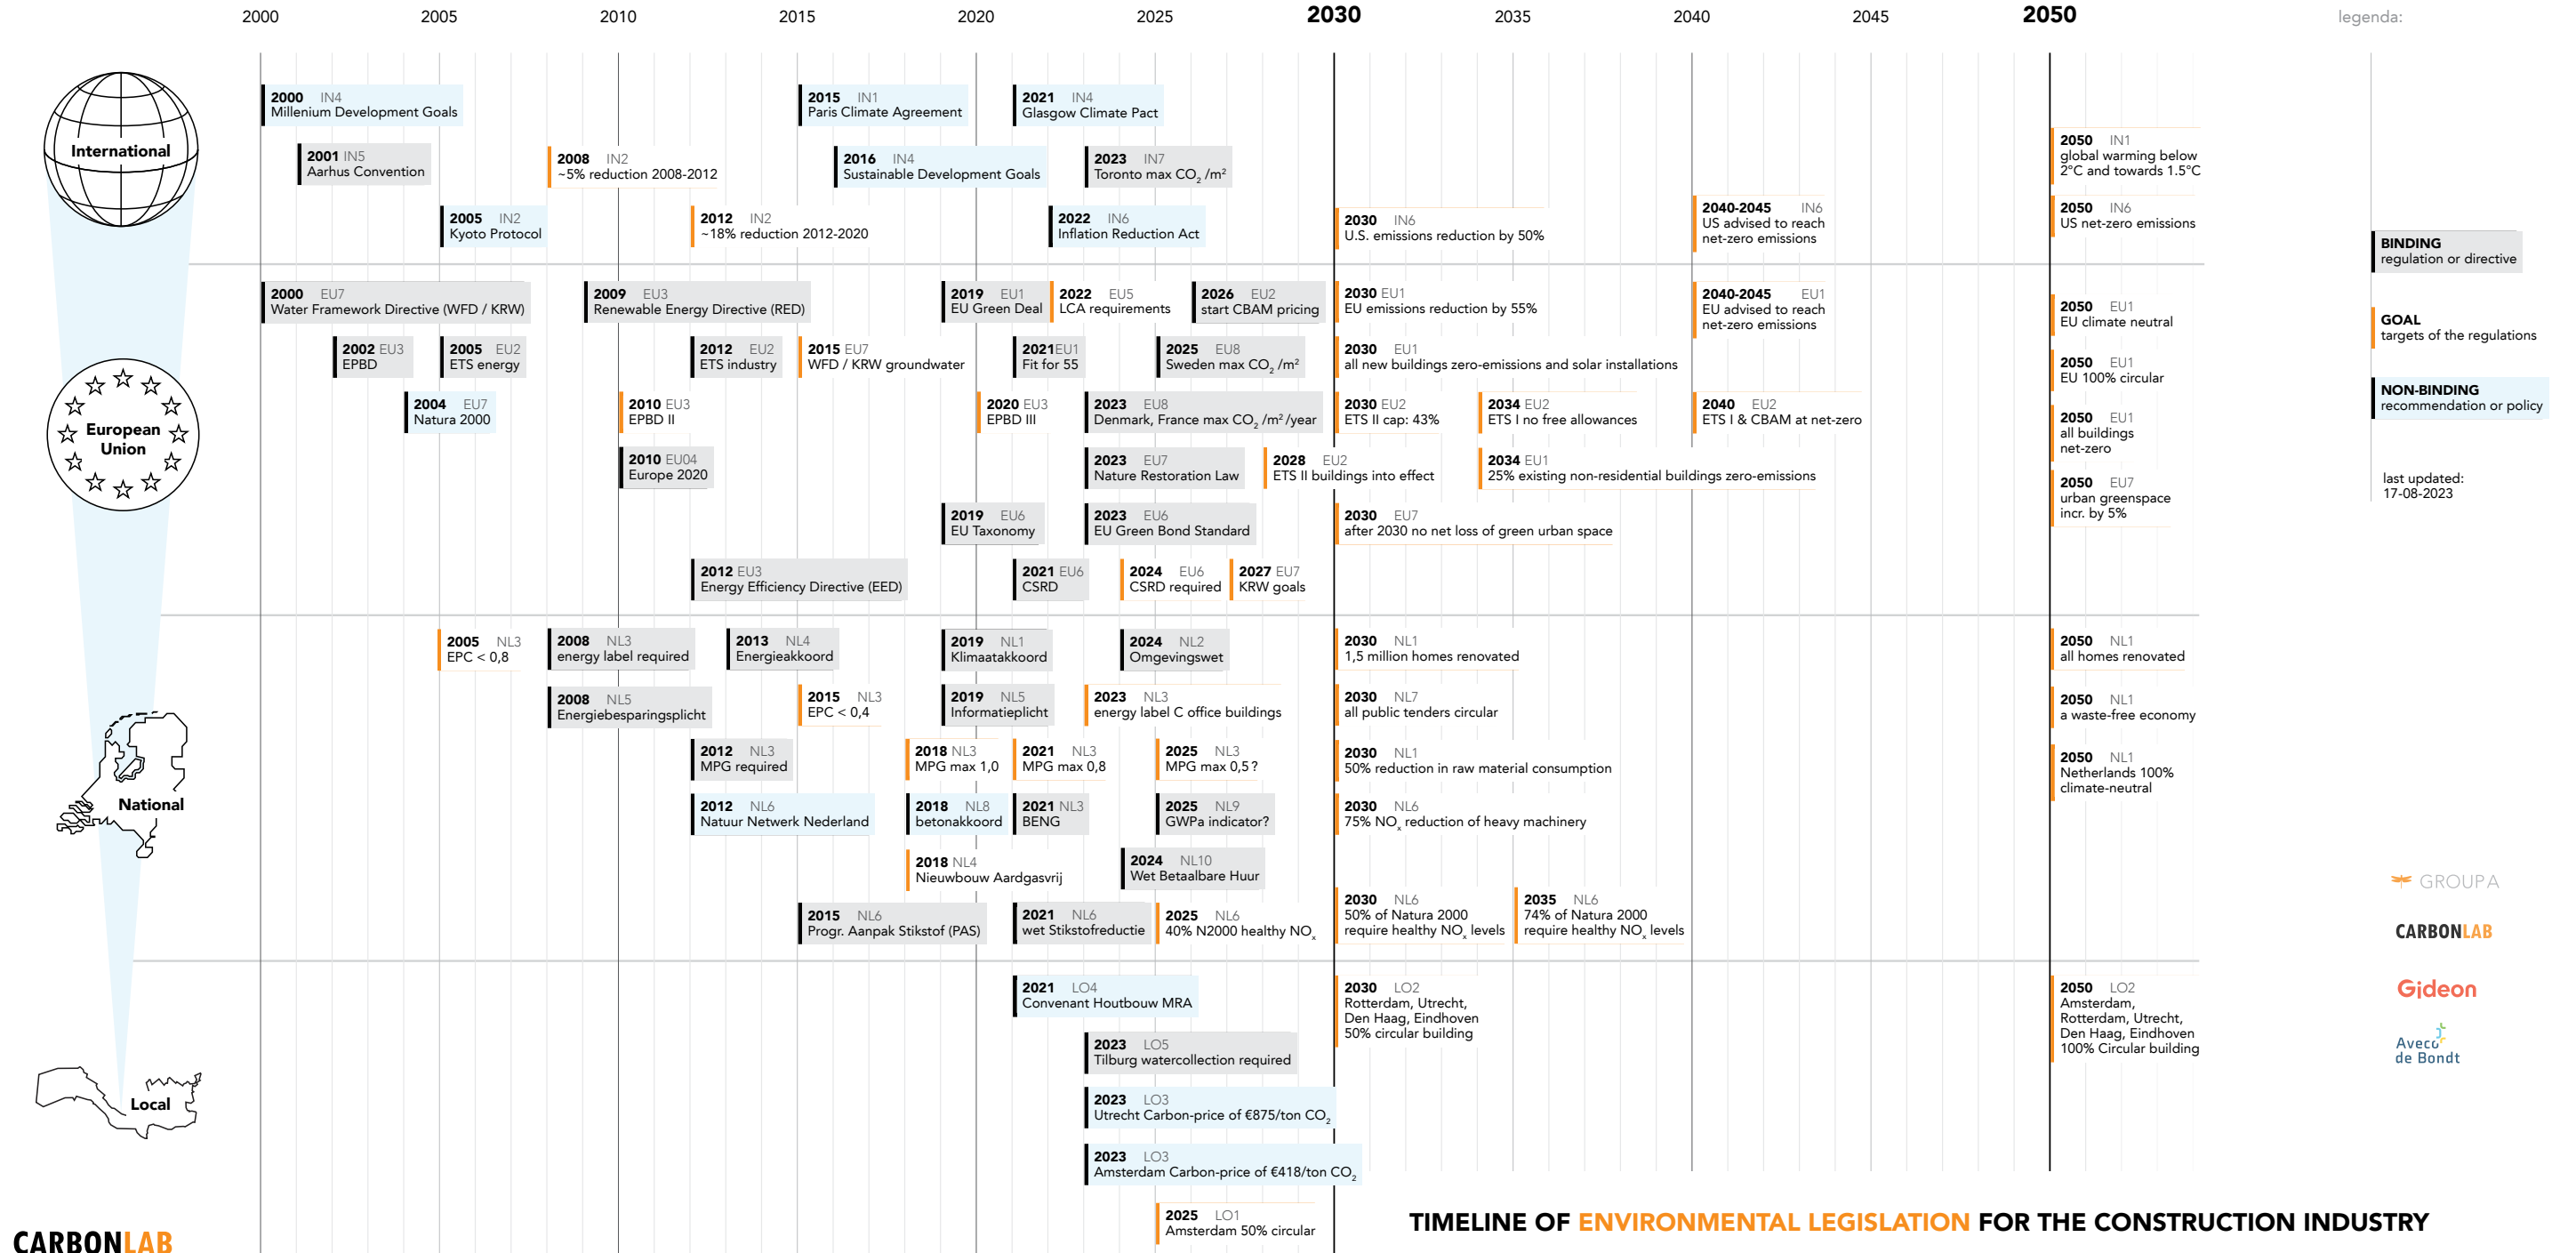 2000 2005 2010 2015 2020 2025 2030 2035 2040 2045 2050 legenda:
International
2000 IN4
Millenium Development Goals
2015 IN1
Paris Climate Agreement
2021 IN4
Glasgow Climate Pact
2001 IN5
Aarhus Convention
2008 IN2
~5% reduction 2008-2012
2016 IN4
Sustainable Development Goals
2023 IN7
Toronto max CO₂ /m²
2050 IN1
global warming below
2°C and towards 1.5°C
2005 IN2
Kyoto Protocol
2012 IN2
~18% reduction 2012-2020
2022 IN6
Inflation Reduction Act
2030 IN6
U.S. emissions reduction by 50%
2040-2045 IN6
US advised to reach
net-zero emissions
2050 IN6
US net-zero emissions
BINDING
regulation or directive
GOAL
targets of the regulations
NON-BINDING
recommendation or policy
last updated:
17-08-2023
European
Union
2000 EU7
Water Framework Directive (WFD / KRW)
2009 EU3
Renewable Energy Directive (RED)
2019 EU1
EU Green Deal
2022 EU5
LCA requirements
2026 EU2
start CBAM pricing
2030 EU1
EU emissions reduction by 55%
2040-2045 EU1
EU advised to reach
net-zero emissions
2050 EU1
EU climate neutral
2002 EU3
EPBD
2005 EU2
ETS energy
2012 EU2
ETS industry
2015 EU7
WFD / KRW groundwater
2021EU1
Fit for 55
2025 EU8
Sweden max CO₂ /m²
2030 EU1
all new buildings zero-emissions and solar installations
2050 EU1
EU 100% circular
2004 EU7
Natura 2000
2010 EU3
EPBD II
2020 EU3
EPBD III
2023 EU8
Denmark, France max CO₂ /m² /year
2030 EU2
ETS II cap: 43%
2034 EU2
ETS I no free allowances
2040 EU2
ETS I & CBAM at net-zero
2050 EU1
all buildings
net-zero
2010 EU04
Europe 2020
2023 EU7
Nature Restoration Law
2028 EU2
ETS II buildings into effect
2034 EU1
25% existing non-residential buildings zero-emissions
2050 EU7
urban greenspace
incr. by 5%
2019 EU6
EU Taxonomy
2023 EU6
EU Green Bond Standard
2030 EU7
after 2030 no net loss of green urban space
2012 EU3
Energy Efficiency Directive (EED)
2021 EU6
CSRD
2024 EU6
CSRD required
2027 EU7
KRW goals
National
2005 NL3
EPC < 0,8
2008 NL3
energy label required
2013 NL4
Energieakkoord
2019 NL1
Klimaatakkoord
2024 NL2
Omgevingswet
2030 NL1
1,5 million homes renovated
2050 NL1
all homes renovated
2008 NL5
Energiebesparingsplicht
2015 NL3
EPC < 0,4
2019 NL5
Informatieplicht
2023 NL3
energy label C office buildings
2030 NL7
all public tenders circular
2050 NL1
a waste-free economy
2012 NL3
MPG required
2018 NL3
MPG max 1,0
2021 NL3
MPG max 0,8
2025 NL3
MPG max 0,5 ?
2030 NL1
50% reduction in raw material consumption
2050 NL1
Netherlands 100%
climate-neutral
2012 NL6
Natuur Netwerk Nederland
2018 NL8
betonakkoord
2021 NL3
BENG
2025 NL9
GWPa indicator?
2030 NL6
75% NOₓ reduction of heavy machinery
2018 NL4
Nieuwbouw Aardgasvrij
2024 NL10
Wet Betaalbare Huur
2015 NL6
Progr. Aanpak Stikstof (PAS)
2021 NL6
wet Stikstofreductie
2025 NL6
40% N2000 healthy NOₓ
2030 NL6
50% of Natura 2000
require healthy NOₓ levels
2035 NL6
74% of Natura 2000
require healthy NOₓ levels
GROUP A
CARBONLAB
Gideon
Aveco
de Bondt
Local
2021 LO4
Convenant Houtbouw MRA
2030 LO2
Rotterdam, Utrecht,
Den Haag, Eindhoven
50% circular building
2050 LO2
Amsterdam,
Rotterdam, Utrecht,
Den Haag, Eindhoven
100% Circular building
2023 LO5
Tilburg watercollection required
2023 LO3
Utrecht Carbon-price of €875/ton CO₂
2023 LO3
Amsterdam Carbon-price of €418/ton CO₂
2025 LO1
Amsterdam 50% circular
CARBONLAB
TIMELINE OF ENVIRONMENTAL LEGISLATION FOR THE CONSTRUCTION INDUSTRY